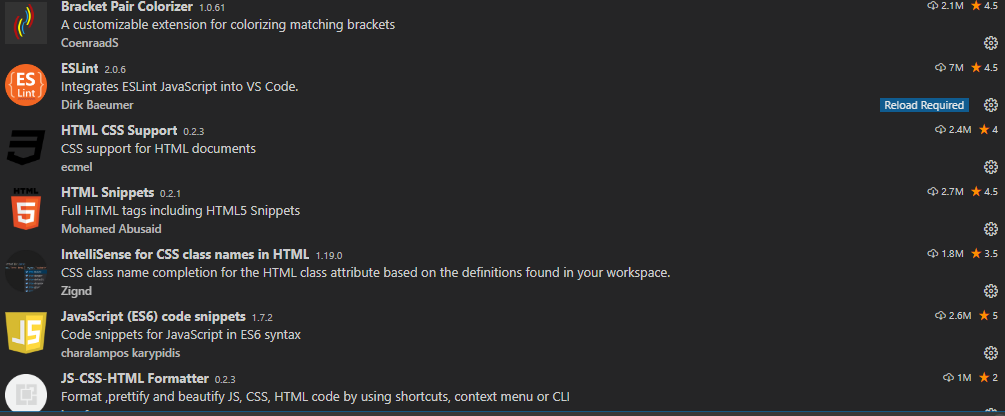 Bracket Pair Colorizer 1.0.61 2.1M 4.5
A customizable extension for colorizing matching brackets
CoenraadS
ES Lint
ESLint 2.0.6 7M 4.5
Integrates ESLint JavaScript into VS Code.
Dirk Baeumer Reload Required
HTML CSS Support 0.2.3 2.4M 4
CSS support for HTML documents
ecmel
HTML 5
HTML Snippets 0.2.1 2.7M 4.5
Full HTML tags including HTML5 Snippets
Mohamed Abusaid
IntelliSense for CSS class names in HTML 1.19.0 1.8M 3.5
CSS class name completion for the HTML class attribute based on the definitions found in your workspace.
Zignd
JS
JavaScript (ES6) code snippets 1.7.2 2.6M 5
Code snippets for JavaScript in ES6 syntax
charalampos karypidis
JS-CSS-HTML Formatter 0.2.3 1M 2
Format ,prettify and beautify JS, CSS, HTML code by using shortcuts, context menu or CLI